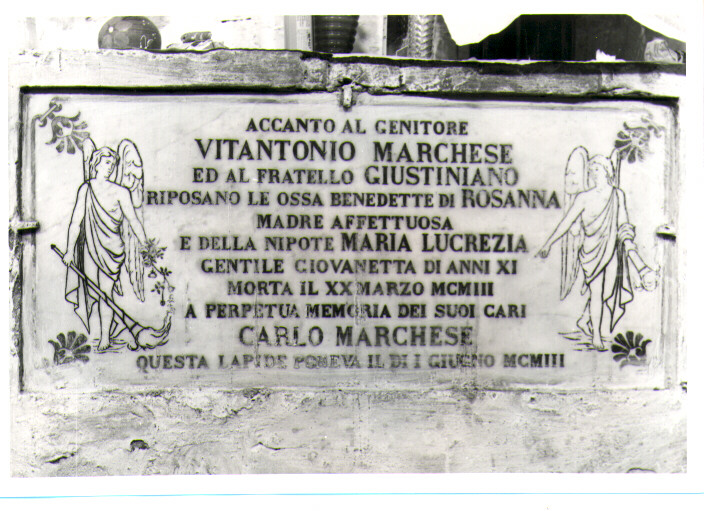 ACCANTO AL GENITORE
VITANTONIO MARCHESE
ED AL FRATELLO GIUSTINIANO
RIPOSANO LE OSSA BENEDETTE DI ROSANNA
MADRE AFFETTUOSA
E DELLA NIPOTE MARIA LUCREZIA
GENTILE GIOVANETTA DI ANNI XI
MORTA IL XX MARZO MCMIII
A PERPETUA MEMORIA DEI SUOI CARI
CARLO MARCHESE
QUESTA LAPIDE PONEVA IL DI I GIUGNO MCMIII